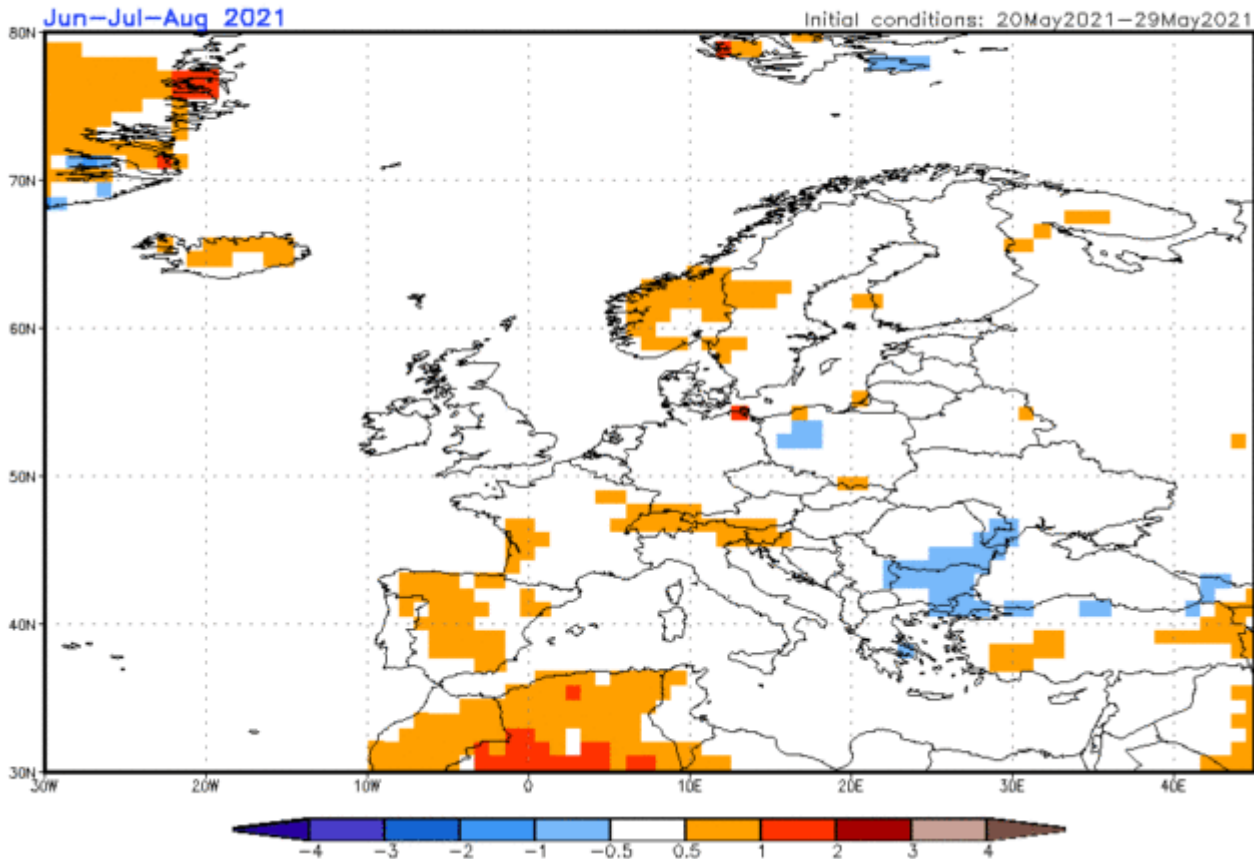 Jun-Jul-Aug 2021
Initial conditions: 20May2021-29May2021
80N
70N
60N
50N
40N
30N
30W 20W 10W 0 10E 20E 30E 40E
-4 -3 -2 -1 -0.5 0.5 1 2 3 4